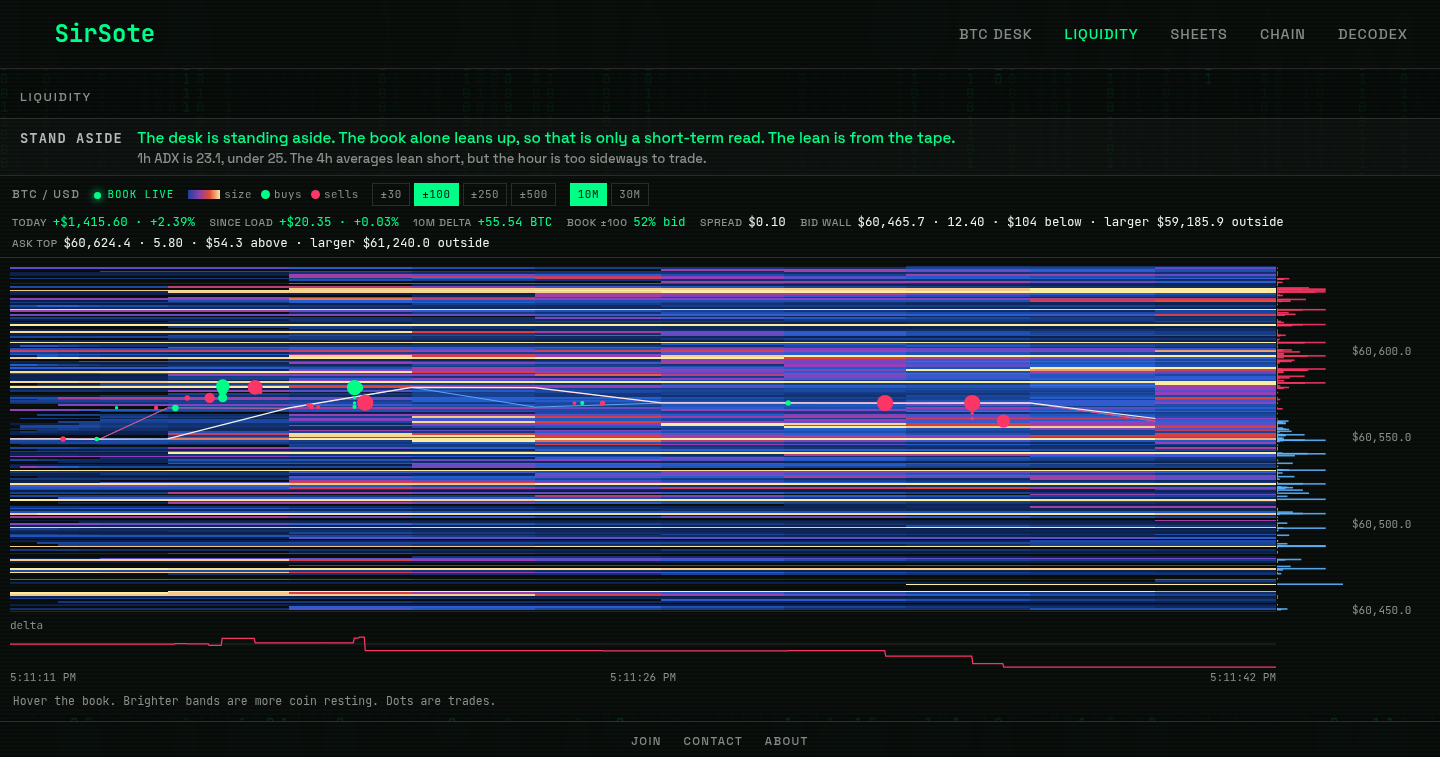 SirSote
BTC DESK LIQUIDITY SHEETS CHAIN DECODEX
LIQUIDITY
STAND ASIDE The desk is standing aside. The book alone leans up, so that is only a short-term read. The lean is from the tape.
1h ADX is 23.1, under 25. The 4h averages lean short, but the hour is too sideways to trade.
BTC / USD BOOK LIVE size buys sells ±30 ±100 ±250 ±500 10M 30M
TODAY +$1,415.60 · +2.39% SINCE LOAD +$20.35 · +0.03% 10M DELTA +55.54 BTC BOOK ±100 52% bid SPREAD $0.10 BID WALL $60,465.7 · 12.40 · $104 below · larger $59,185.9 outside
ASK TOP $60,624.4 · 5.80 · $54.3 above · larger $61,240.0 outside
$60,600.0
$60,550.0
$60,500.0
$60,450.0
delta
5:11:11 PM 5:11:26 PM 5:11:42 PM
Hover the book. Brighter bands are more coin resting. Dots are trades.
JOIN CONTACT ABOUT